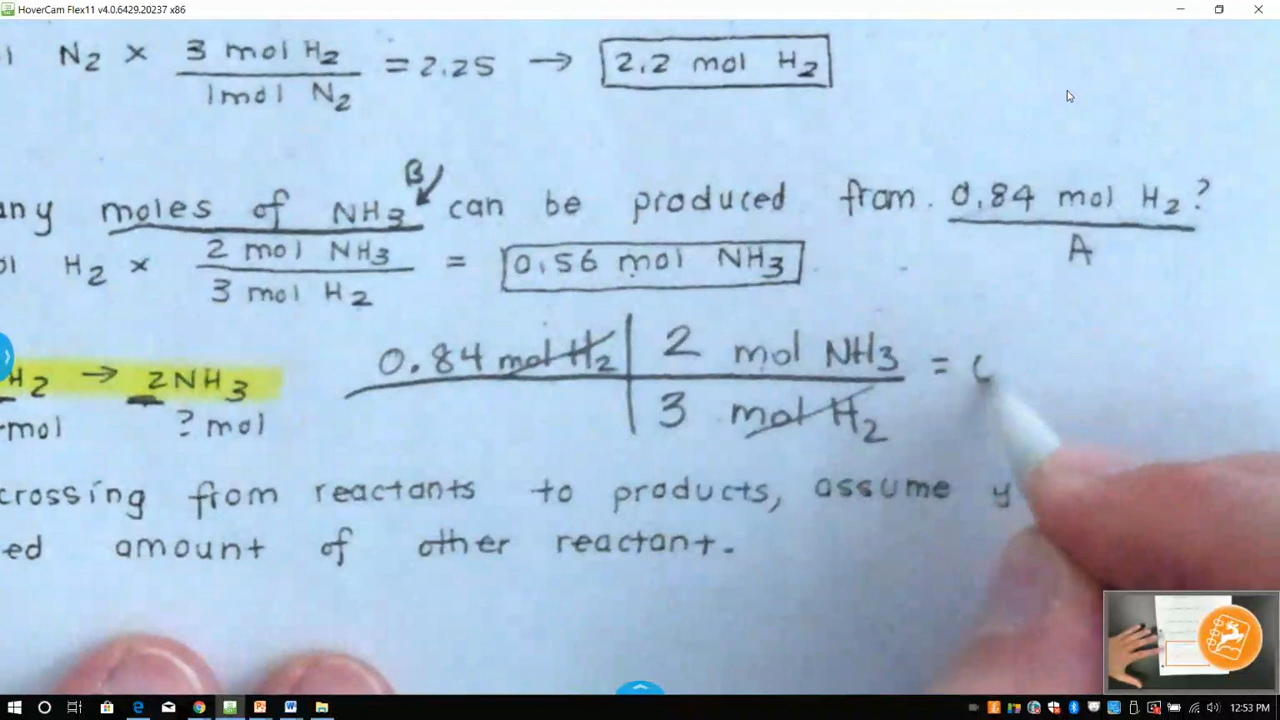 HoverCam Flex11 v4.0.6429.20237 x86
N₂ × 3 mol H₂ / 1mol N₂ = 2.25 → 2.2 mol H₂
B
moles of NH₃ can be produced from 0.84 mol H₂?
H₂ × 2 mol NH₃ / 3 mol H₂ = 0.56 mol NH₃
A
0.84 mol H₂ | 2 mol NH₃ =
3 mol H₂
H₂ → 2NH₃
mol ? mol
crossing from reactants to products, assume y
amount of other reactant.
12:53 PM